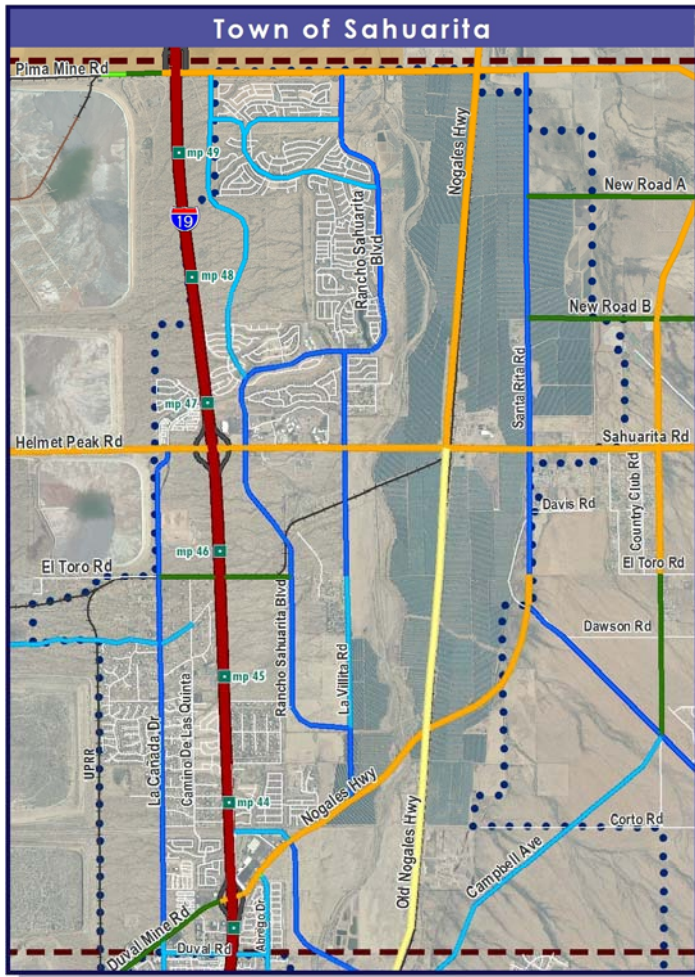 Town of Sahuarita
Pima Mine Rd
Nogales Hwy
mp 49
New Road A
19
Rancho Sahuarita
Blvd
mp 48
New Road B
Santa Rita Rd
mp 47
Helmet Peak Rd
Sahuarita Rd
Country Club Rd
Davis Rd
mp 46
El Toro Rd
El Toro Rd
Rancho Sahuarita Blvd
Dawson Rd
mp 45
La Villita Rd
La Cañada Dr
Camino De Las Quinta
UPRR
mp 44
Nogales Hwy
Old Nogales Hwy
Corto Rd
Campbell Ave
Abrego Dr
Duval Mine Rd
Duval Rd